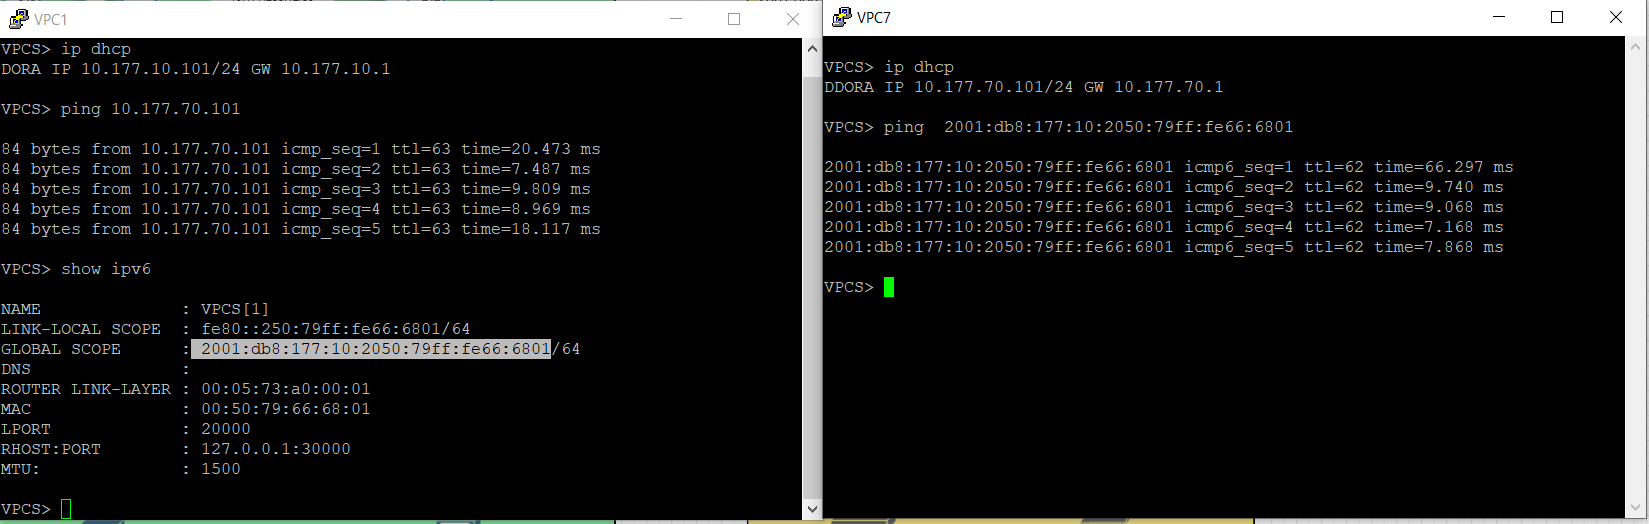 VPC1
VPCS> ip dhcp
DORA IP 10.177.10.101/24 GW 10.177.10.1
VPCS> ping 10.177.70.101
84 bytes from 10.177.70.101 icmp_seq=1 ttl=63 time=20.473 ms
84 bytes from 10.177.70.101 icmp_seq=2 ttl=63 time=7.487 ms
84 bytes from 10.177.70.101 icmp_seq=3 ttl=63 time=9.809 ms
84 bytes from 10.177.70.101 icmp_seq=4 ttl=63 time=8.969 ms
84 bytes from 10.177.70.101 icmp_seq=5 ttl=63 time=18.117 ms
VPCS> show ipv6
NAME : VPCS[1]
LINK-LOCAL SCOPE : fe80::250:79ff:fe66:6801/64
GLOBAL SCOPE : 2001:db8:177:10:2050:79ff:fe66:6801/64
DNS :
ROUTER LINK-LAYER : 00:05:73:a0:00:01
MAC : 00:50:79:66:68:01
LPORT : 20000
RHOST:PORT : 127.0.0.1:30000
MTU: : 1500
VPCS>
VPC7
VPCS> ip dhcp
DDORA IP 10.177.70.101/24 GW 10.177.70.1
VPCS> ping  2001:db8:177:10:2050:79ff:fe66:6801
2001:db8:177:10:2050:79ff:fe66:6801 icmp6_seq=1 ttl=62 time=66.297 ms
2001:db8:177:10:2050:79ff:fe66:6801 icmp6_seq=2 ttl=62 time=9.740 ms
2001:db8:177:10:2050:79ff:fe66:6801 icmp6_seq=3 ttl=62 time=9.068 ms
2001:db8:177:10:2050:79ff:fe66:6801 icmp6_seq=4 ttl=62 time=7.168 ms
2001:db8:177:10:2050:79ff:fe66:6801 icmp6_seq=5 ttl=62 time=7.868 ms
VPCS>